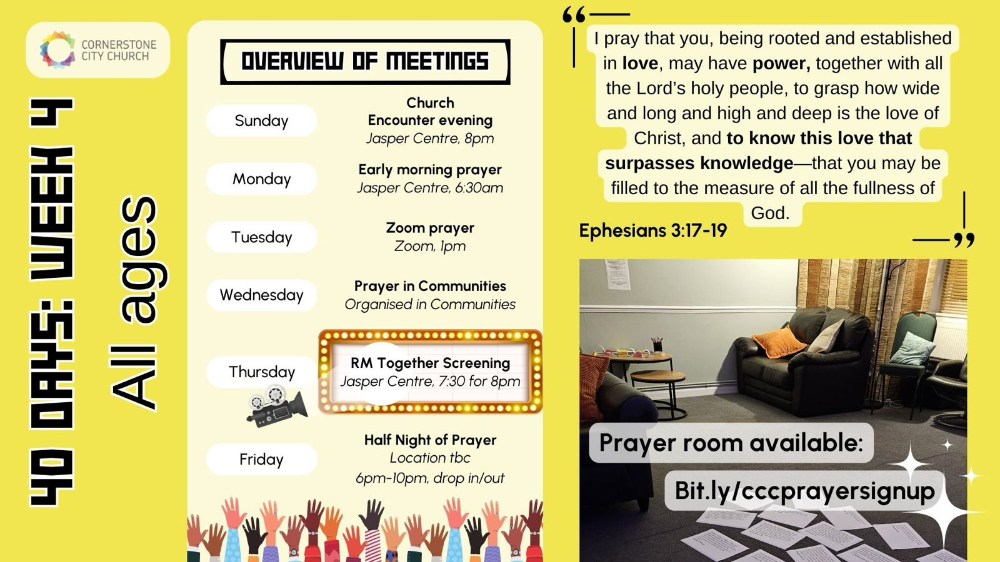 CORNERSTONE
CITY CHURCH
40 DAYS: WEEK 4
All ages
OVERVIEW OF MEETINGS
Sunday
Church
Encounter evening
Jasper Centre, 8pm
Monday
Early morning prayer
Jasper Centre, 6:30am
Tuesday
Zoom prayer
Zoom, 1pm
Wednesday
Prayer in Communities
Organised in Communities
Thursday
RM Together Screening
Jasper Centre, 7:30 for 8pm
Friday
Half Night of Prayer
Location tbc
6pm-10pm, drop in/out
“
I pray that you, being rooted and established
in love, may have power, together with all
the Lord’s holy people, to grasp how wide
and long and high and deep is the love of
Christ, and to know this love that
surpasses knowledge—that you may be
filled to the measure of all the fullness of
God.
”
Ephesians 3:17-19
Prayer room available:
Bit.ly/cccprayersignup